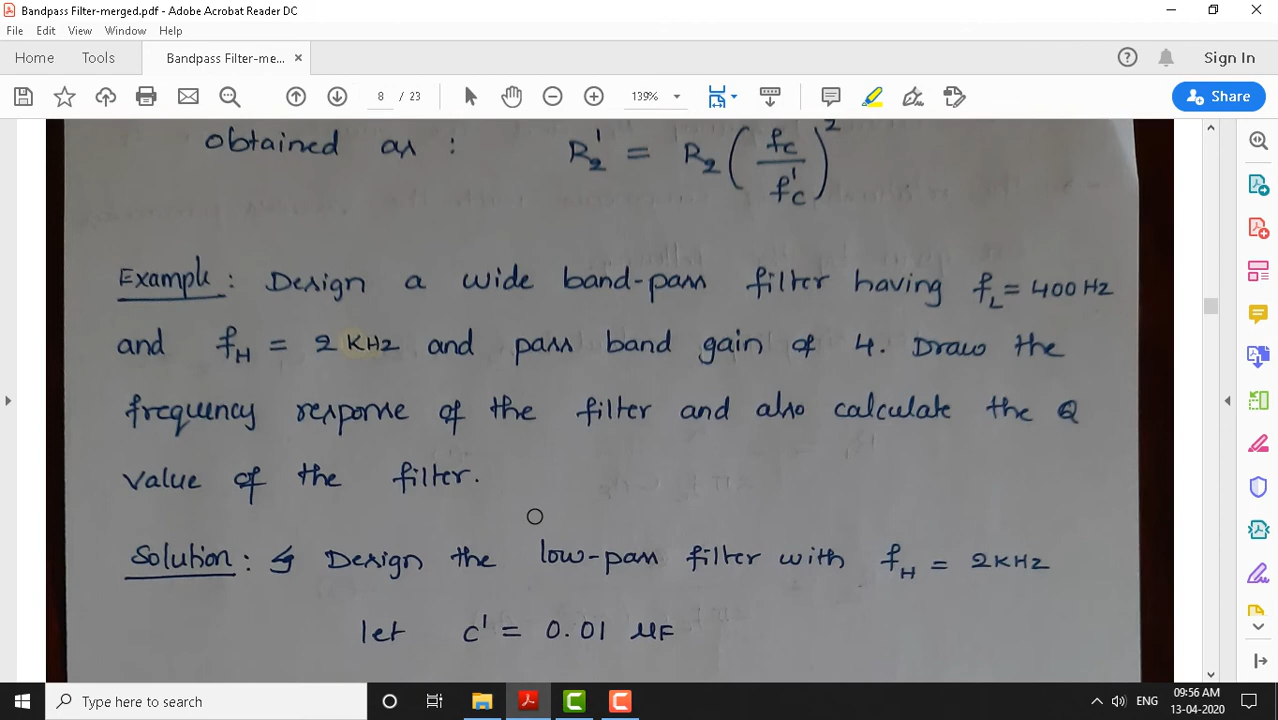 Bandpass Filter-merged.pdf - Adobe Acrobat Reader DC
File Edit View Window Help
Home Tools Bandpass Filter-me... × Sign In
8 / 23 139% Share
obtained as : R₂' = R₂ (fc / f'c)²
Example : Design a wide band-pass filter having fL = 400 Hz
and fH = 2 KHz and pass band gain of 4. Draw the
frequency response of the filter and also calculate the Q
value of the filter.
Solution : Design the low-pass filter with fH = 2KHz
let c' = 0.01 μF
Type here to search
ENG
09:56 AM
13-04-2020